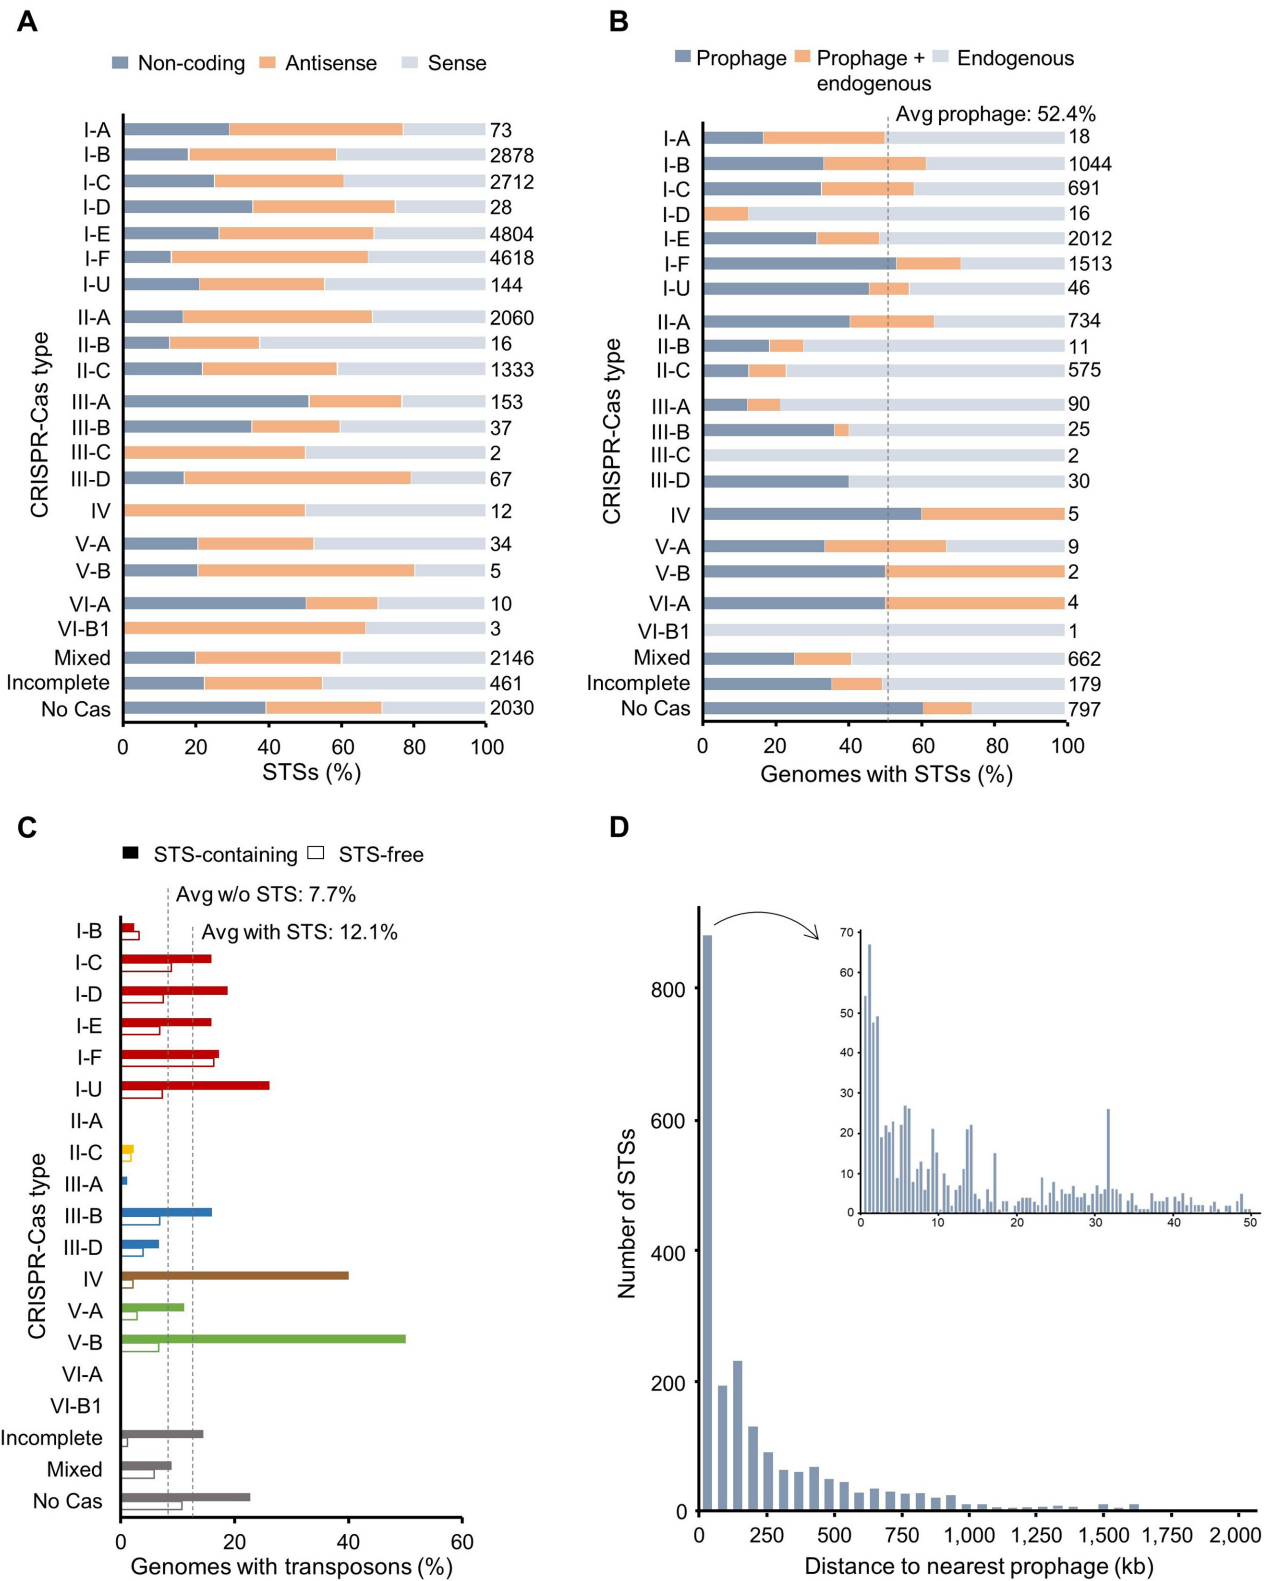 A
Non-coding Antisense Sense
I-A 73
I-B 2878
I-C 2712
I-D 28
I-E 4804
I-F 4618
I-U 144
II-A 2060
II-B 16
II-C 1333
III-A 153
III-B 37
III-C 2
III-D 67
IV 12
V-A 34
V-B 5
VI-A 10
VI-B1 3
Mixed 2146
Incomplete 461
No Cas 2030
CRISPR-Cas type
0 20 40 60 80 100
STSs (%)
B
Prophage Prophage + Endogenous
endogenous
Avg prophage: 52.4%
I-A 18
I-B 1044
I-C 691
I-D 16
I-E 2012
I-F 1513
I-U 46
II-A 734
II-B 11
II-C 575
III-A 90
III-B 25
III-C 2
III-D 30
IV 5
V-A 9
V-B 2
VI-A 4
VI-B1 1
Mixed 662
Incomplete 179
No Cas 797
CRISPR-Cas type
0 20 40 60 80 100
Genomes with STSs (%)
C
STS-containing STS-free
Avg w/o STS: 7.7%
Avg with STS: 12.1%
I-B
I-C
I-D
I-E
I-F
I-U
II-A
II-C
III-A
III-B
III-D
IV
V-A
V-B
VI-A
VI-B1
Incomplete
Mixed
No Cas
CRISPR-Cas type
0 20 40 60
Genomes with transposons (%)
D
800
600
400
200
0
Number of STSs
70
60
50
40
30
20
10
0
0 10 20 30 40 50
0 250 500 750 1,000 1,250 1,500 1,750 2,000
Distance to nearest prophage (kb)